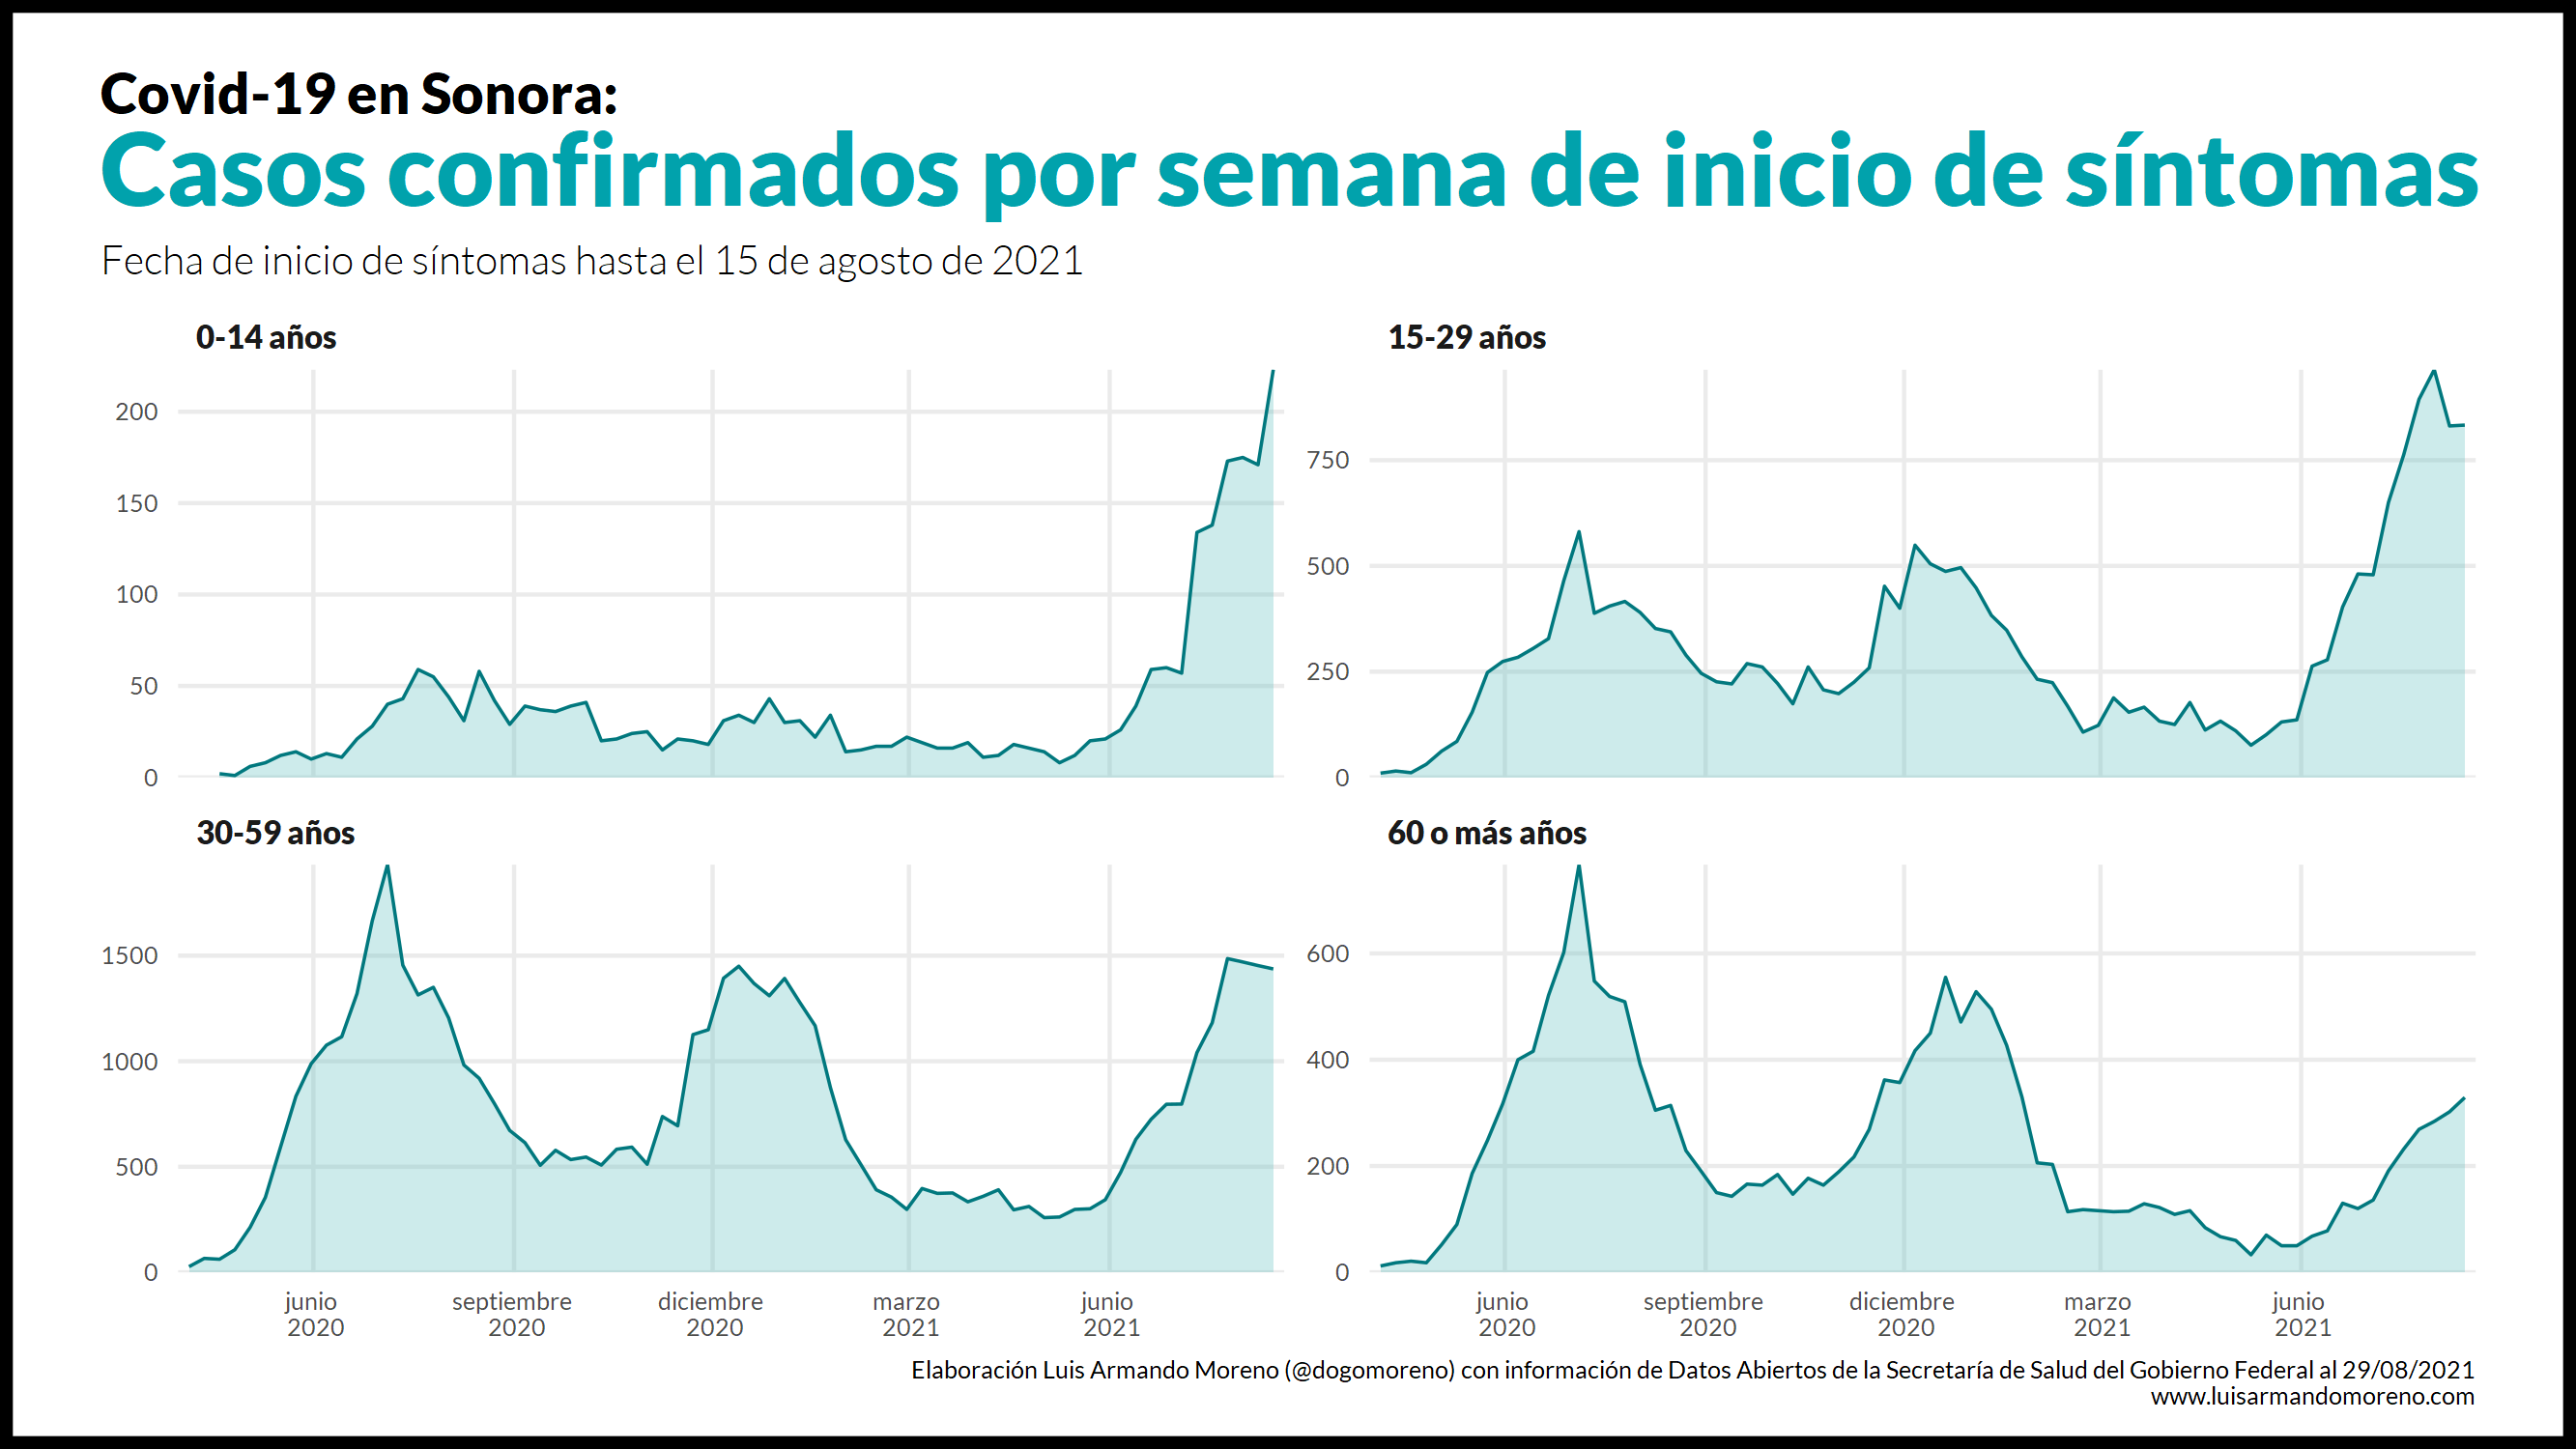 Covid-19 en Sonora:
Casos confirmados por semana de inicio de síntomas
Fecha de inicio de síntomas hasta el 15 de agosto de 2021
0-14 años
200
150
100
50
0
15-29 años
750
500
250
0
30-59 años
1500
1000
500
0
junio
2020
septiembre
2020
diciembre
2020
marzo
2021
junio
2021
60 o más años
600
400
200
0
junio
2020
septiembre
2020
diciembre
2020
marzo
2021
junio
2021
Elaboración Luis Armando Moreno (@dogomoreno) con información de Datos Abiertos de la Secretaría de Salud del Gobierno Federal al 29/08/2021
www.luisarmandomoreno.com